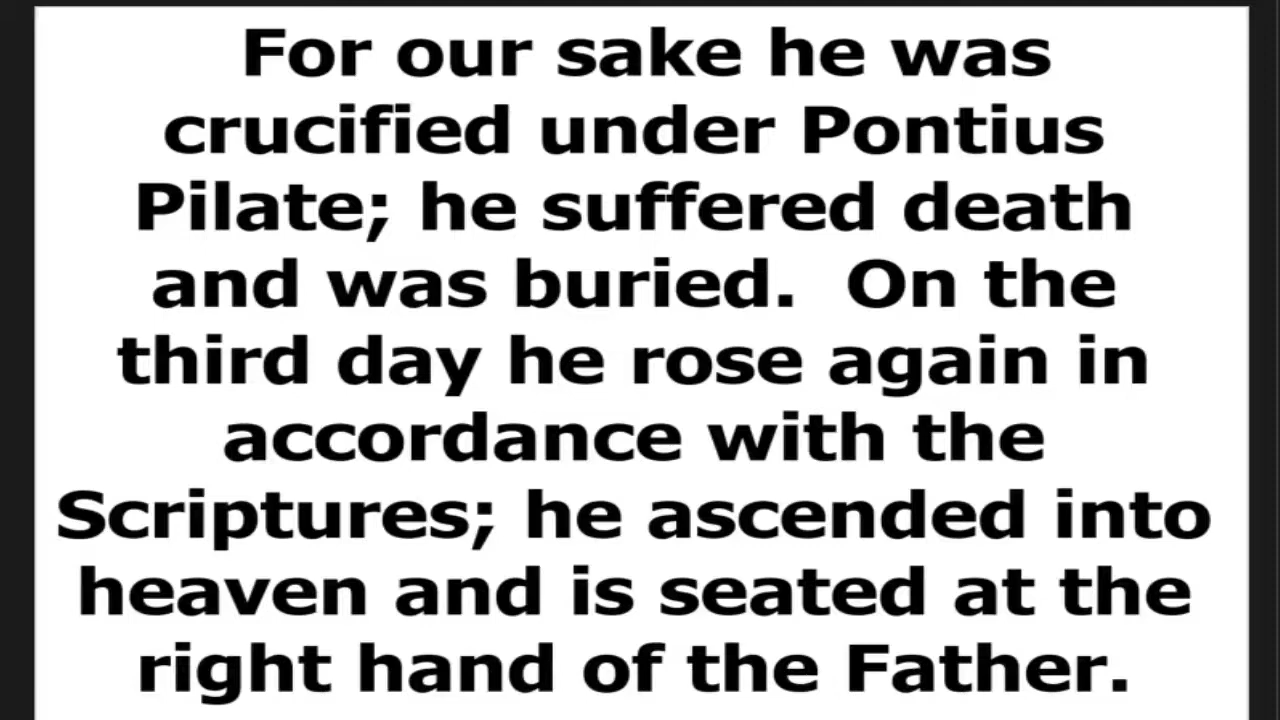 For our sake he was
crucified under Pontius
Pilate; he suffered death
and was buried.  On the
third day he rose again in
accordance with the
Scriptures; he ascended into
heaven and is seated at the
right hand of the Father.